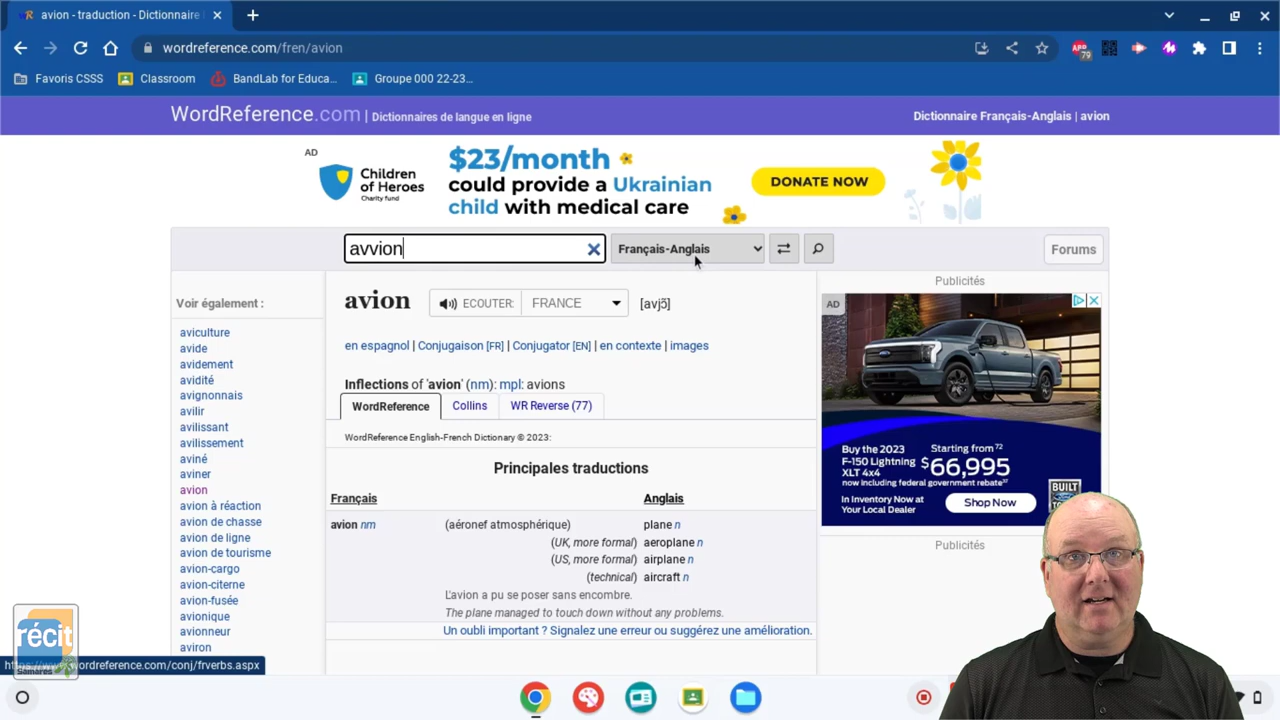 avion - traduction - Dictionnaire
wordreference.com/fren/avion
79
Favoris CSSS
Classroom
BandLab for Educa...
Groupe 000 22-23...
WordReference.com | Dictionnaires de langue en ligne
Dictionnaire Français-Anglais | avion
AD
Children
of Heroes
Charity fund
$23/month
could provide a Ukrainian
child with medical care
DONATE NOW
avvion
Français-Anglais
Forums
Voir également :
aviculture
avide
avidement
avidité
avignonnais
avilir
avilissant
avilissement
aviné
aviner
avion
avion à réaction
avion de chasse
avion de ligne
avion de tourisme
avion-cargo
avion-citerne
avion-fusée
avionique
avionneur
aviron
avion
ECOUTER:
FRANCE
[avjɔ̃]
en espagnol | Conjugaison [FR] | Conjugator [EN] | en contexte | images
Inflections of 'avion' (nm): mpl: avions
WordReference
Collins
WR Reverse (77)
WordReference English-French Dictionary © 2023:
Principales traductions
Français
Anglais
avion nm (aéronef atmosphérique) plane n
(UK, more formal) aeroplane n
(US, more formal) airplane n
(technical) aircraft n
L'avion a pu se poser sans encombre.
The plane managed to touch down without any problems.
Un oubli important ? Signalez une erreur ou suggérez une amélioration.
Publicités
AD
Buy the 2023
F-150 Lightning
XLT 4x4
now including federal government rebate
Starting from 72
$66,995
In Inventory Now at
Your Local Dealer
Shop Now
BUILT
Publicités
récit
wordreference.com/conj/frverbs.aspx